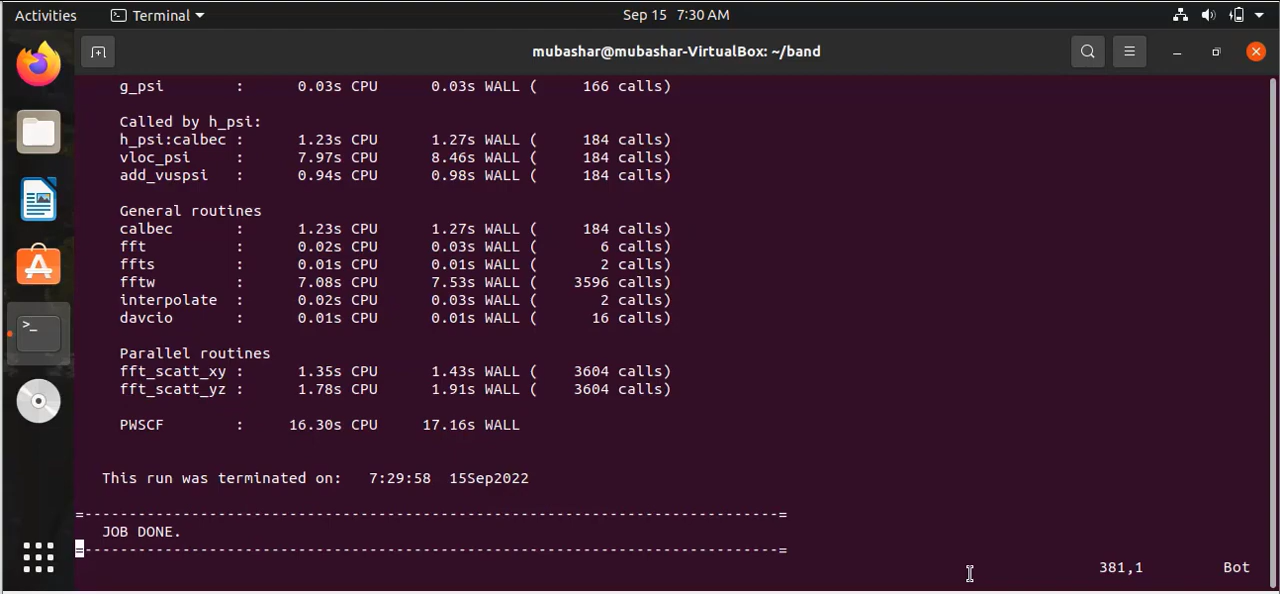 Activities Terminal Sep 15 7:30 AM
mubashar@mubashar-VirtualBox: ~/band
g_psi : 0.03s CPU 0.03s WALL ( 166 calls)
Called by h_psi:
h_psi:calbec : 1.23s CPU 1.27s WALL ( 184 calls)
vloc_psi : 7.97s CPU 8.46s WALL ( 184 calls)
add_vuspsi : 0.94s CPU 0.98s WALL ( 184 calls)
General routines
calbec : 1.23s CPU 1.27s WALL ( 184 calls)
fft : 0.02s CPU 0.03s WALL ( 6 calls)
ffts : 0.01s CPU 0.01s WALL ( 2 calls)
fftw : 7.08s CPU 7.53s WALL ( 3596 calls)
interpolate : 0.02s CPU 0.03s WALL ( 2 calls)
davcio : 0.01s CPU 0.01s WALL ( 16 calls)
Parallel routines
fft_scatt_xy : 1.35s CPU 1.43s WALL ( 3604 calls)
fft_scatt_yz : 1.78s CPU 1.91s WALL ( 3604 calls)
PWSCF : 16.30s CPU 17.16s WALL
This run was terminated on: 7:29:58 15Sep2022
=------------------------------------------------------------------------------=
JOB DONE.
=------------------------------------------------------------------------------=
381,1 Bot